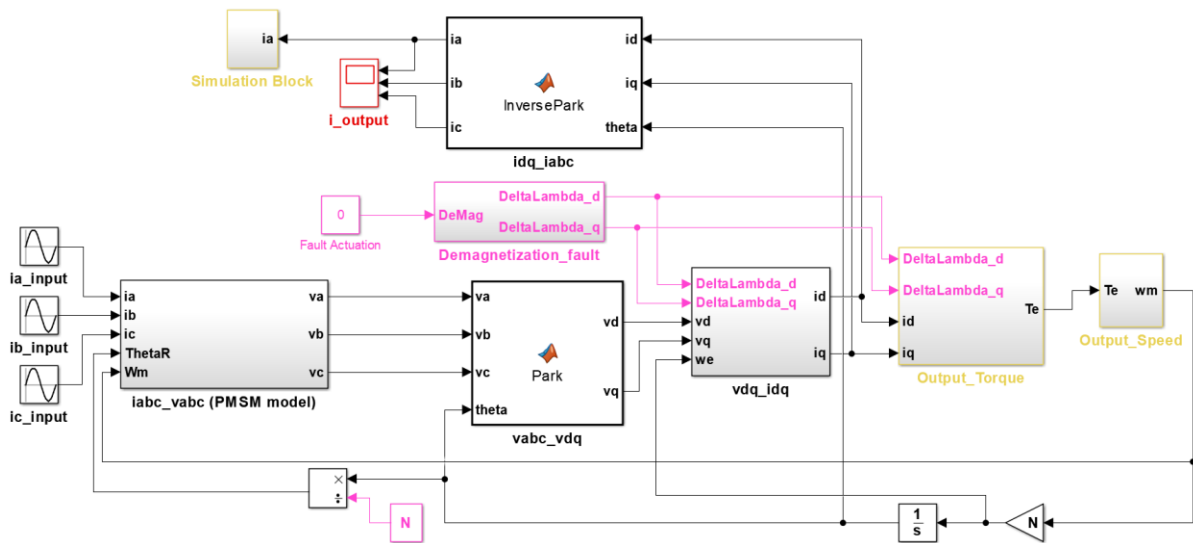 ia
Simulation Block
i_output
ia
ib
ic
InversePark
id
iq
theta
idq_iabc
0
Fault Actuation
DeMag
DeltaLambda_d
DeltaLambda_q
Demagnetization_fault
ia_input
ib_input
ic_input
ia
ib
ic
ThetaR
Wm
va
vb
vc
iabc_vabc (PMSM model)
va
vb
vc
theta
Park
vd
vq
vabc_vdq
DeltaLambda_d
DeltaLambda_q
vd
vq
we
id
iq
vdq_idq
DeltaLambda_d
DeltaLambda_q
id
iq
Te
Output_Torque
Te
wm
Output_Speed
×
÷
N
1
s
N